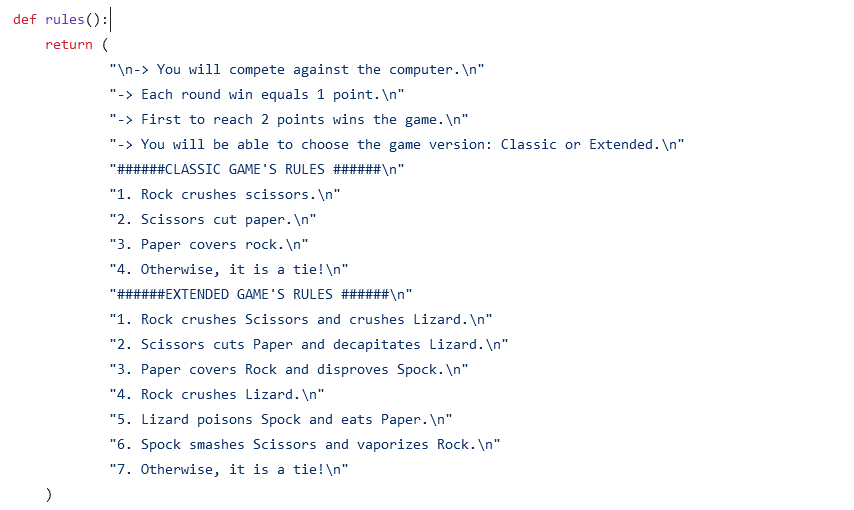 def rules():
    return (
            "\n-> You will compete against the computer.\n"
            "-> Each round win equals 1 point.\n"
            "-> First to reach 2 points wins the game.\n"
            "-> You will be able to choose the game version: Classic or Extended.\n"
            "######CLASSIC GAME'S RULES ######\n"
            "1. Rock crushes scissors.\n"
            "2. Scissors cut paper.\n"
            "3. Paper covers rock.\n"
            "4. Otherwise, it is a tie!\n"
            "######EXTENDED GAME'S RULES ######\n"
            "1. Rock crushes Scissors and crushes Lizard.\n"
            "2. Scissors cuts Paper and decapitates Lizard.\n"
            "3. Paper covers Rock and disproves Spock.\n"
            "4. Rock crushes Lizard.\n"
            "5. Lizard poisons Spock and eats Paper.\n"
            "6. Spock smashes Scissors and vaporizes Rock.\n"
            "7. Otherwise, it is a tie!\n"
    )